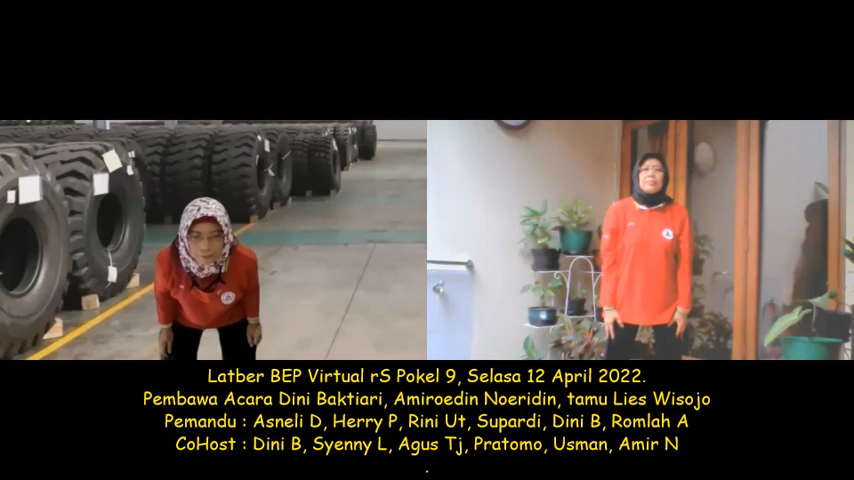 Latber BEP Virtual rS Pokel 9, Selasa 12 April 2022.
Pembawa Acara Dini Baktiari, Amiroedin Noeridin, tamu Lies Wisojo
Pemandu : Asneli D, Herry P, Rini Ut, Supardi, Dini B, Romlah A
CoHost : Dini B, Syenny L, Agus Tj, Pratomo, Usman, Amir N
.